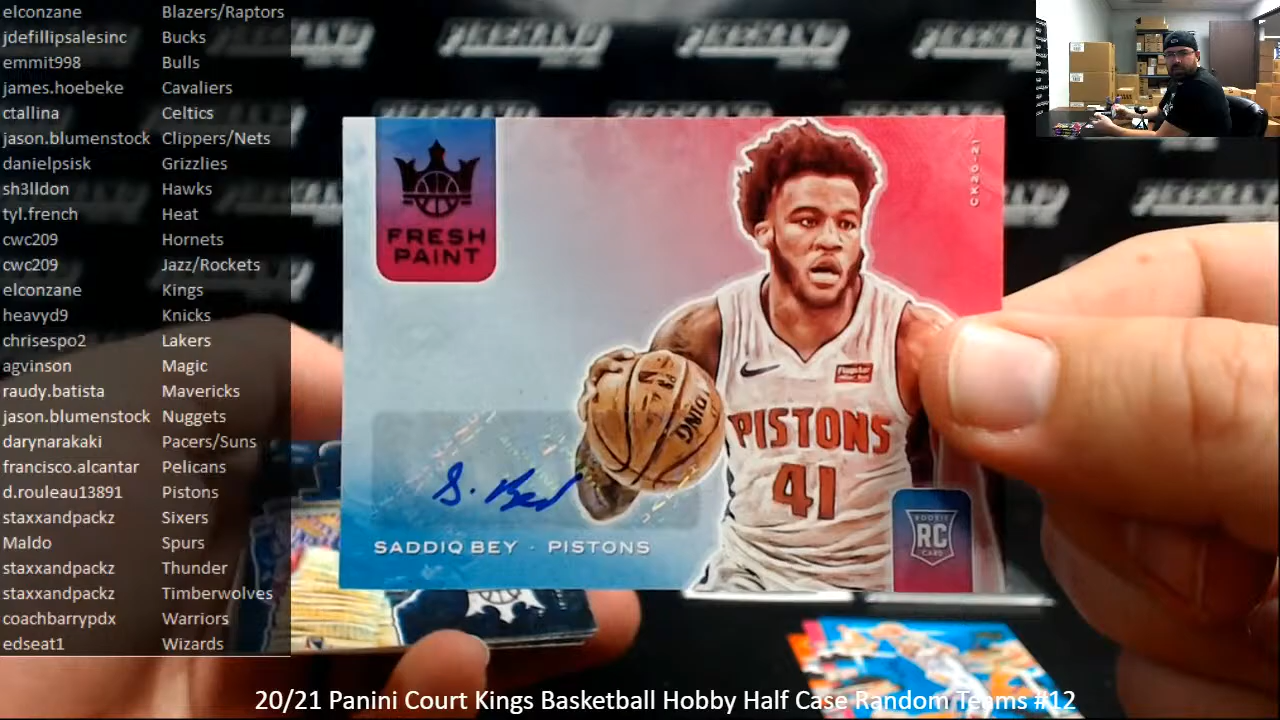 elconzane Blazers/Raptors
jdefillipsalesinc Bucks
emmit998 Bulls
james.hoebeke Cavaliers
ctallina Celtics
jason.blumenstock Clippers/Nets
danielpsisk Grizzlies
sh3lldon Hawks
tyl.french Heat
cwc209 Hornets
cwc209 Jazz/Rockets
elconzane Kings
heavyd9 Knicks
chrisespo2 Lakers
agvinson Magic
raudy.batista Mavericks
jason.blumenstock Nuggets
darynarakaki Pacers/Suns
francisco.alcantar Pelicans
d.rouleau13891 Pistons
staxxandpackz Sixers
Maldo Spurs
staxxandpackz Thunder
staxxandpackz Timberwolves
coachbarrypdx Warriors
edseat1 Wizards
FRESH
PAINT
Flagstar
PISTONS
41
S. Bey
SADDIQ BEY · PISTONS
ROOKIE
RC
CARD
20/21 Panini Court Kings Basketball Hobby Half Case Random Teams #12